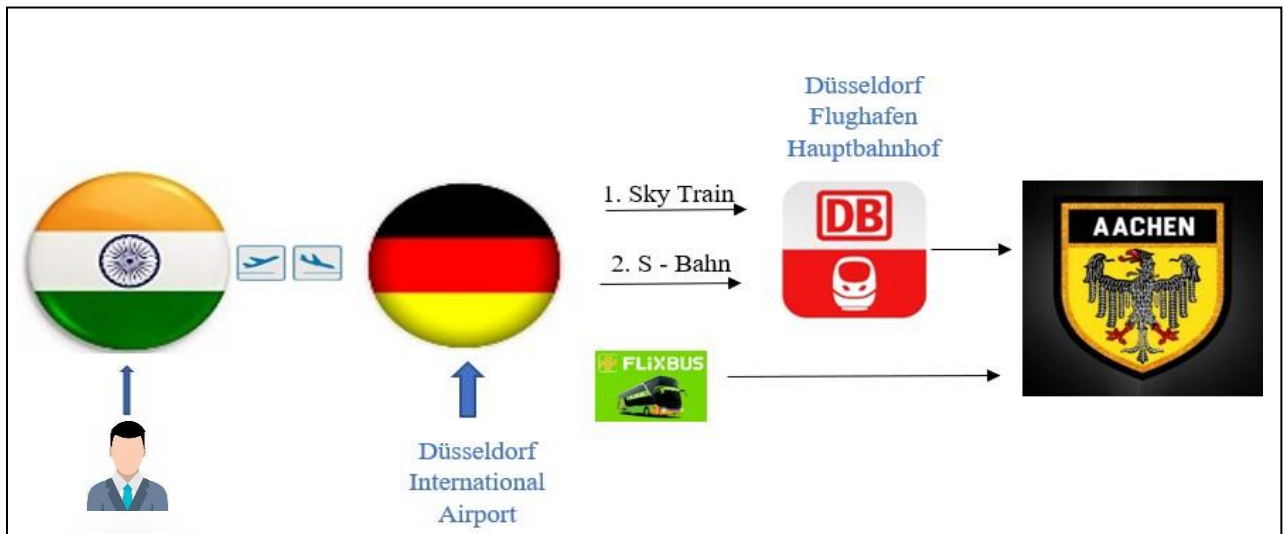 Düsseldorf
Flughafen
Hauptbahnhof
1. Sky Train
DB
AACHEN
2. S - Bahn
FLiXBUS
Düsseldorf
International
Airport